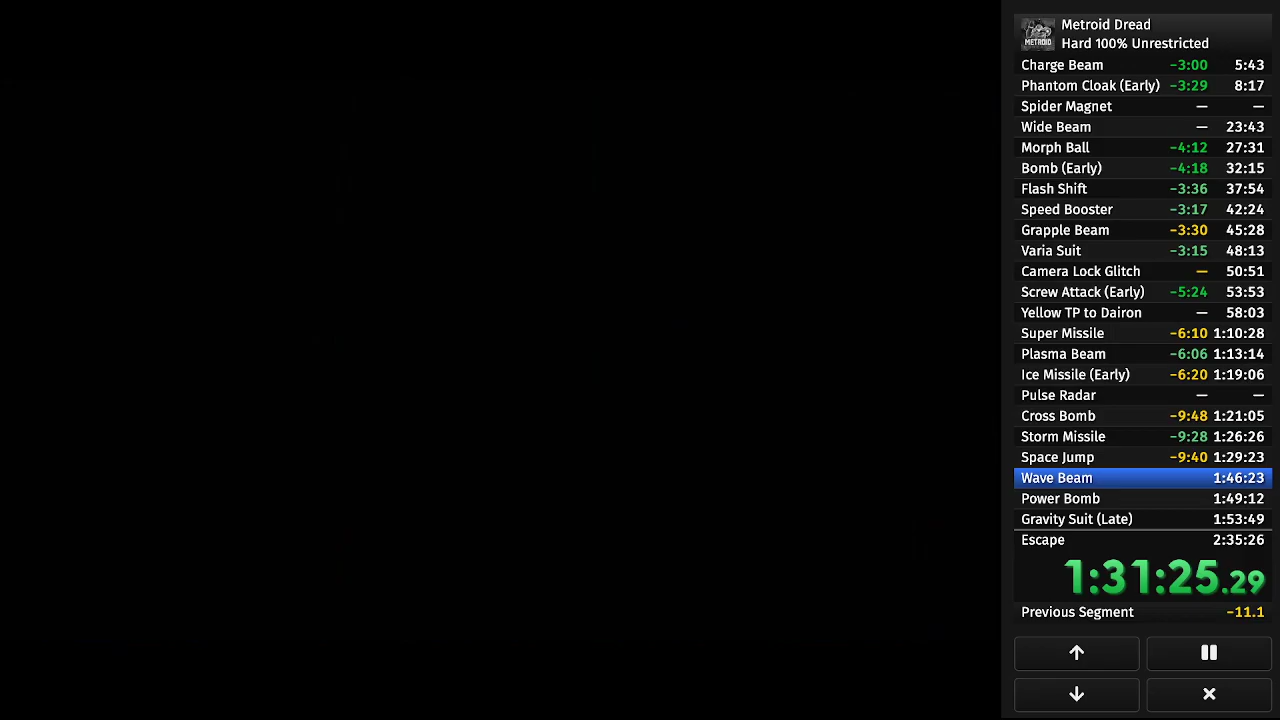 Metroid Dread
Hard 100% Unrestricted
METROID
Charge Beam −3:00 5:43
Phantom Cloak (Early) −3:29 8:17
Spider Magnet — —
Wide Beam — 23:43
Morph Ball −4:12 27:31
Bomb (Early) −4:18 32:15
Flash Shift −3:36 37:54
Speed Booster −3:17 42:24
Grapple Beam −3:30 45:28
Varia Suit −3:15 48:13
Camera Lock Glitch — 50:51
Screw Attack (Early) −5:24 53:53
Yellow TP to Dairon — 58:03
Super Missile −6:10 1:10:28
Plasma Beam −6:06 1:13:14
Ice Missile (Early) −6:20 1:19:06
Pulse Radar — —
Cross Bomb −9:48 1:21:05
Storm Missile −9:28 1:26:26
Space Jump −9:40 1:29:23
Wave Beam 1:46:23
Power Bomb 1:49:12
Gravity Suit (Late) 1:53:49
Escape 2:35:26
1:31:25.29
Previous Segment −11.1